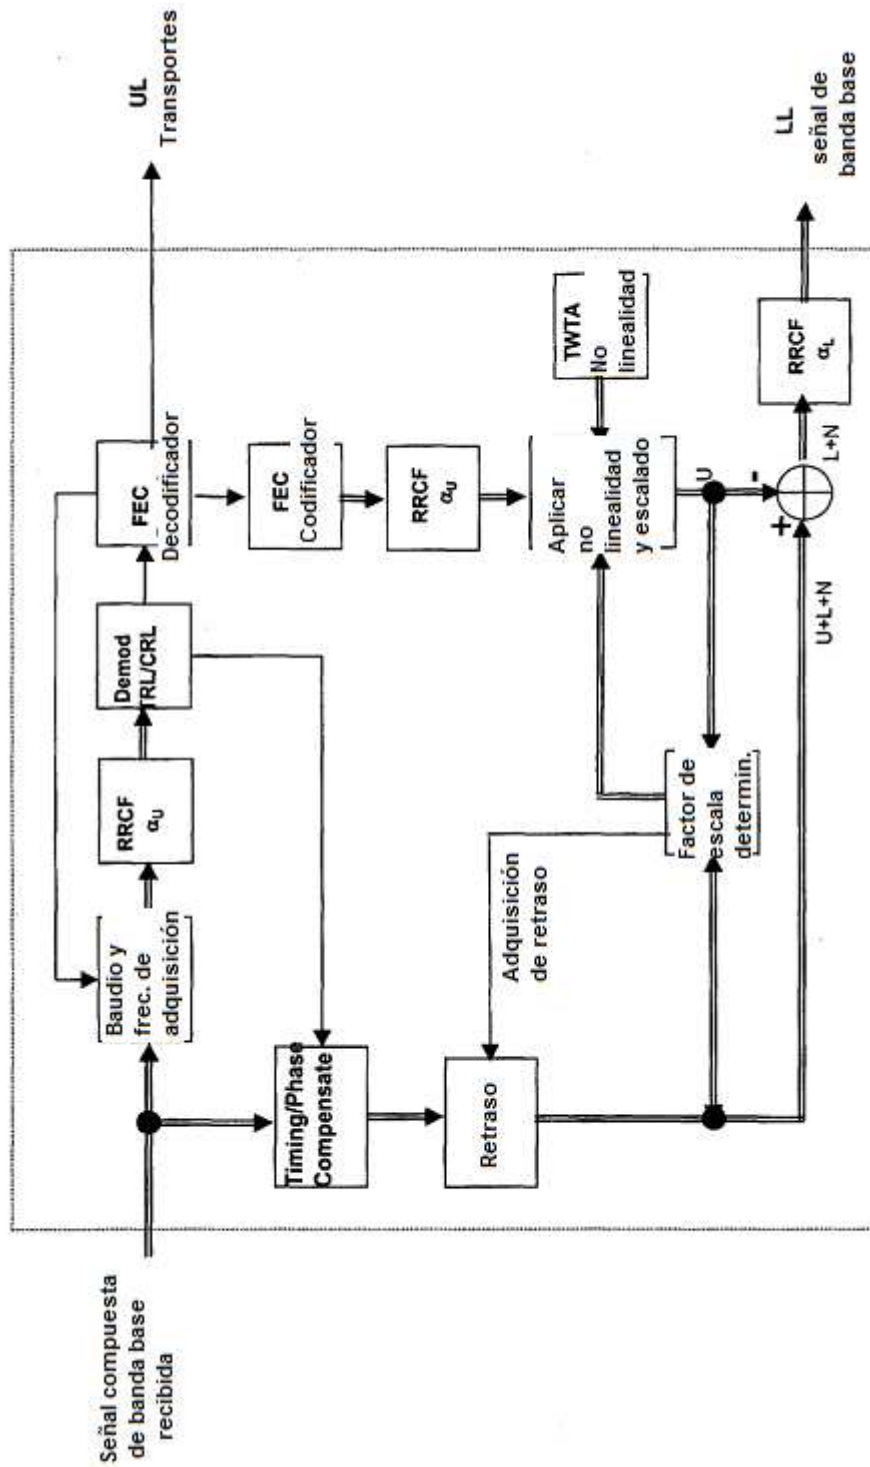 Señal compuesta
de banda base
recibida
Baudio y
frec. de
adquisición
RRCF
αU
Demod
TRL/CRL
FEC
Decodificador
UL
Transportes
Timing/Phase
Compensate
FEC
Codificador
RRCF
αU
Retraso
Adquisición
de retraso
Aplicar
no
linealidad
y escalado
TWTA
No
linealidad
Factor de
escala
determin.
U
-
+
U+L+N
L+N
RRCF
αL
LL
señal de
banda base